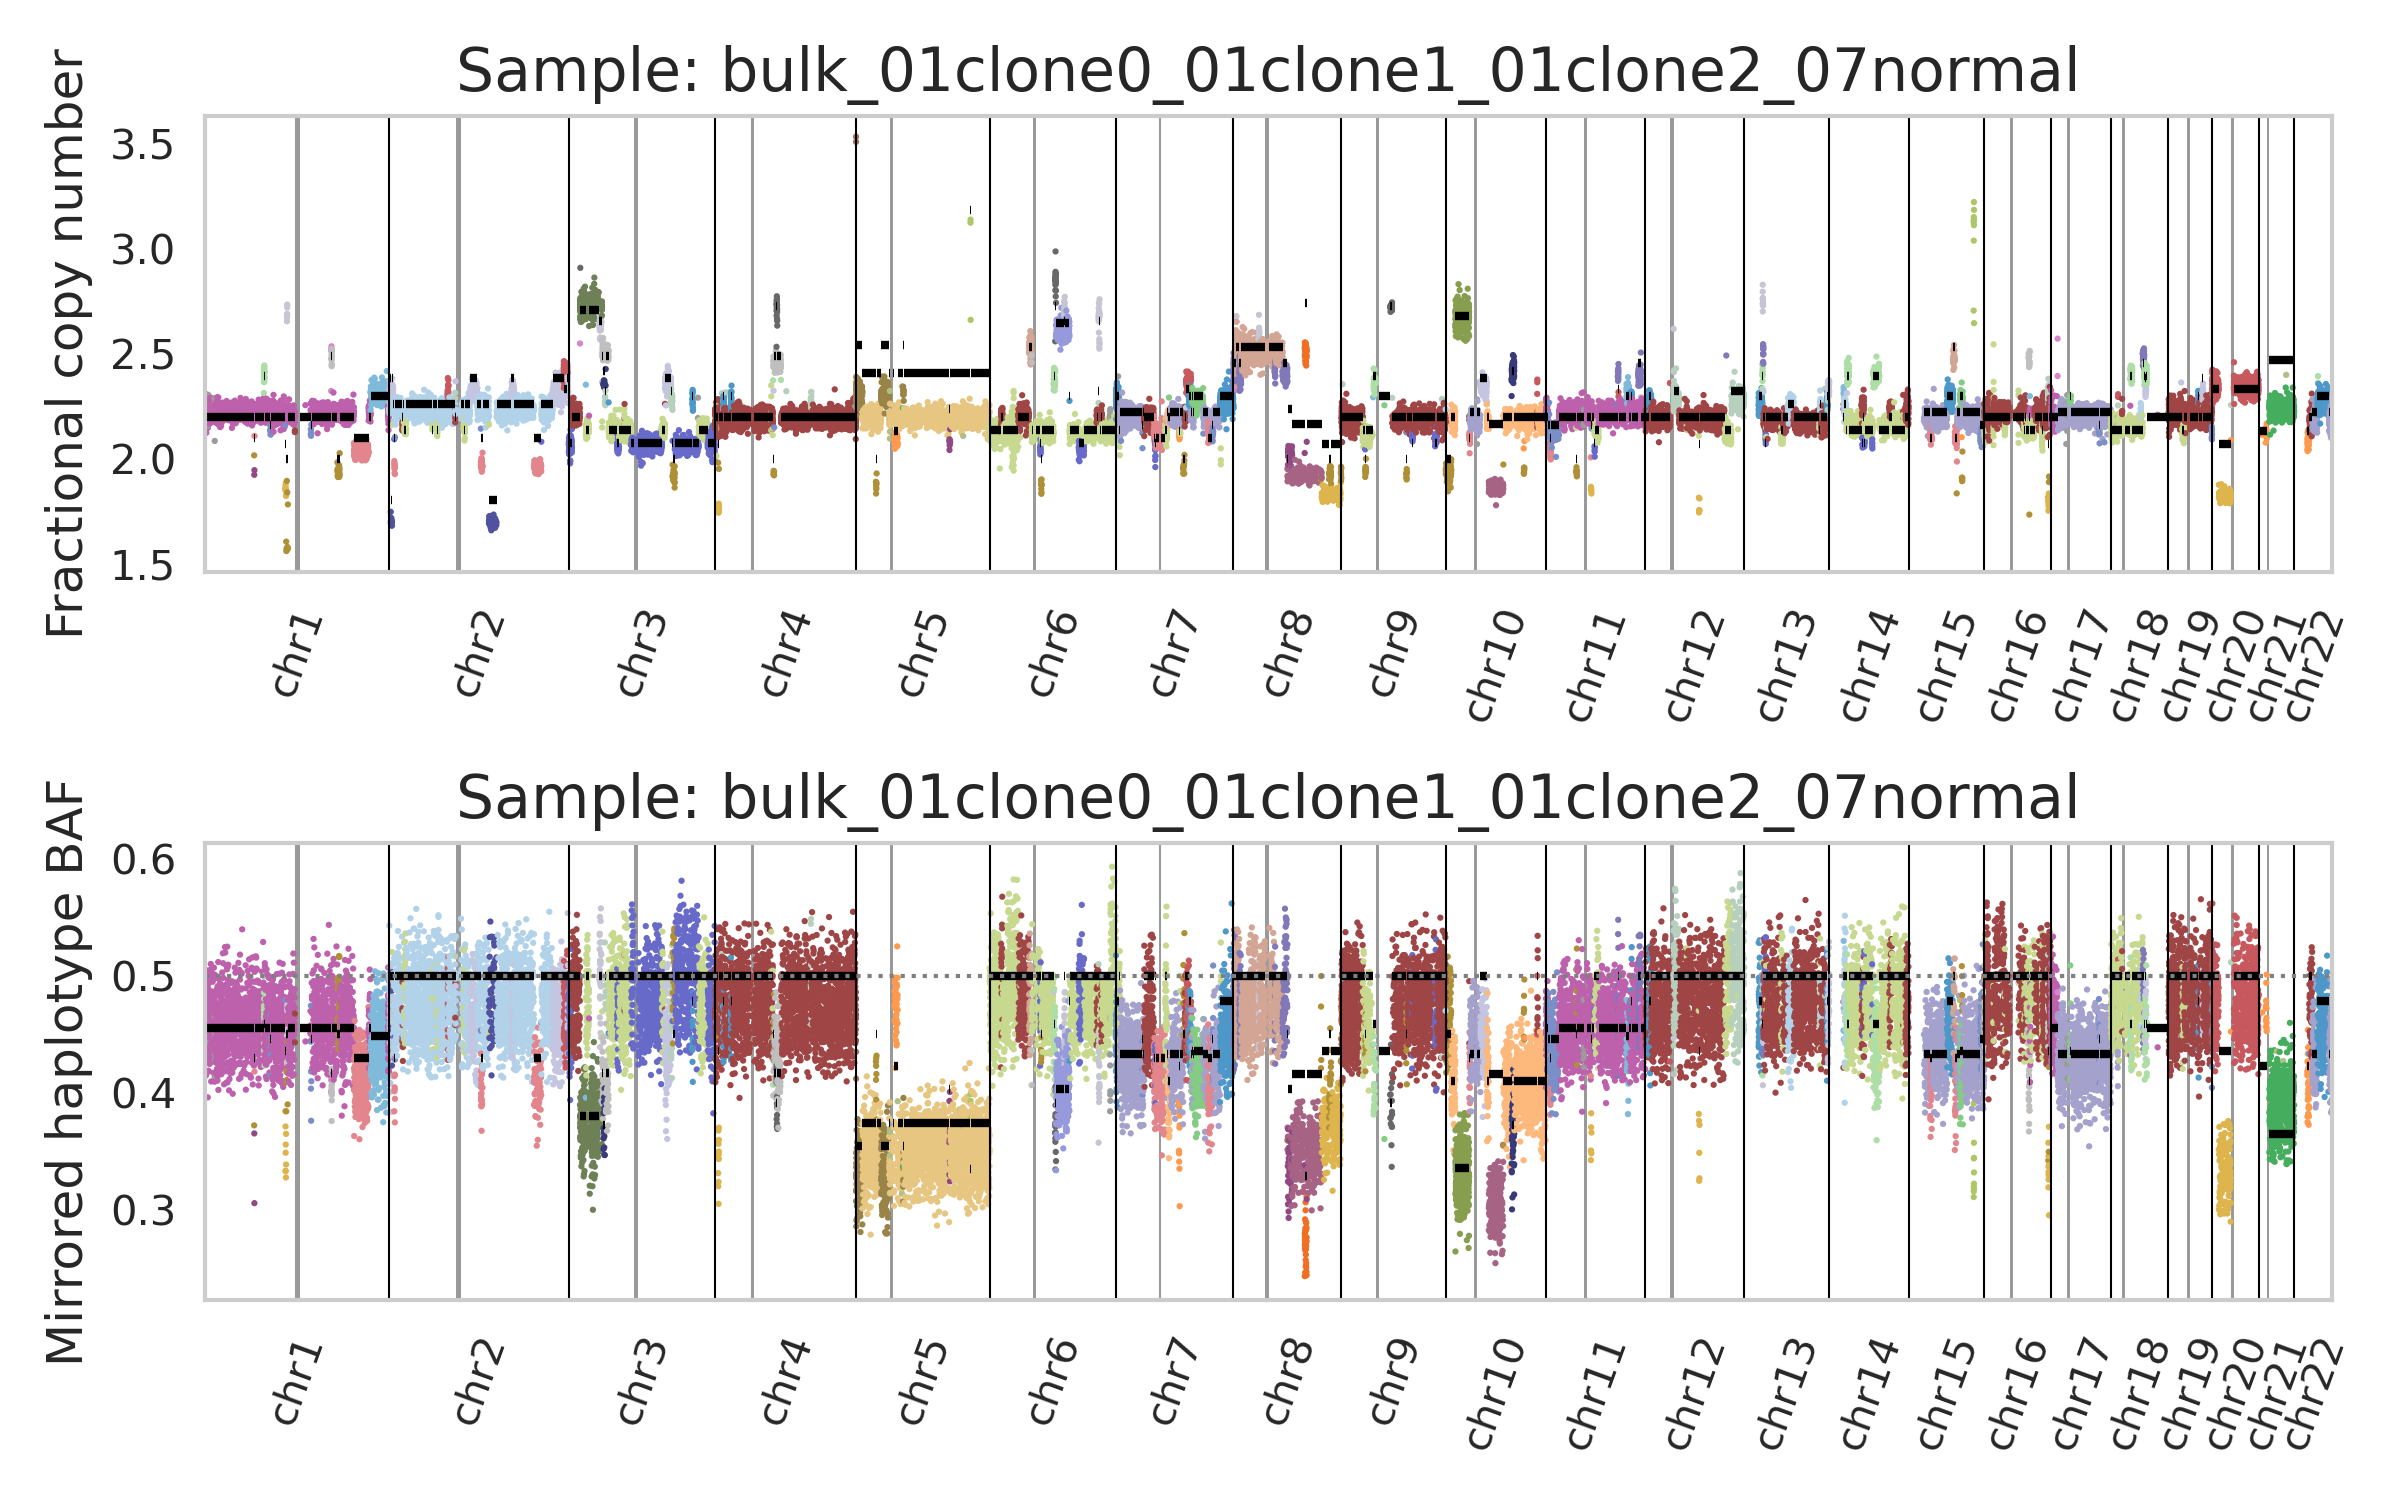 Sample: bulk_01clone0_01clone1_01clone2_07normal
Fractional copy number
3.5
3.0
2.5
2.0
1.5
chr1
chr2
chr3
chr4
chr5
chr6
chr7
chr8
chr9
chr10
chr11
chr12
chr13
chr14
chr15
chr16
chr17
chr18
chr19
chr20
chr21
chr22
Sample: bulk_01clone0_01clone1_01clone2_07normal
Mirrored haplotype BAF
0.6
0.5
0.4
0.3
chr1
chr2
chr3
chr4
chr5
chr6
chr7
chr8
chr9
chr10
chr11
chr12
chr13
chr14
chr15
chr16
chr17
chr18
chr19
chr20
chr21
chr22